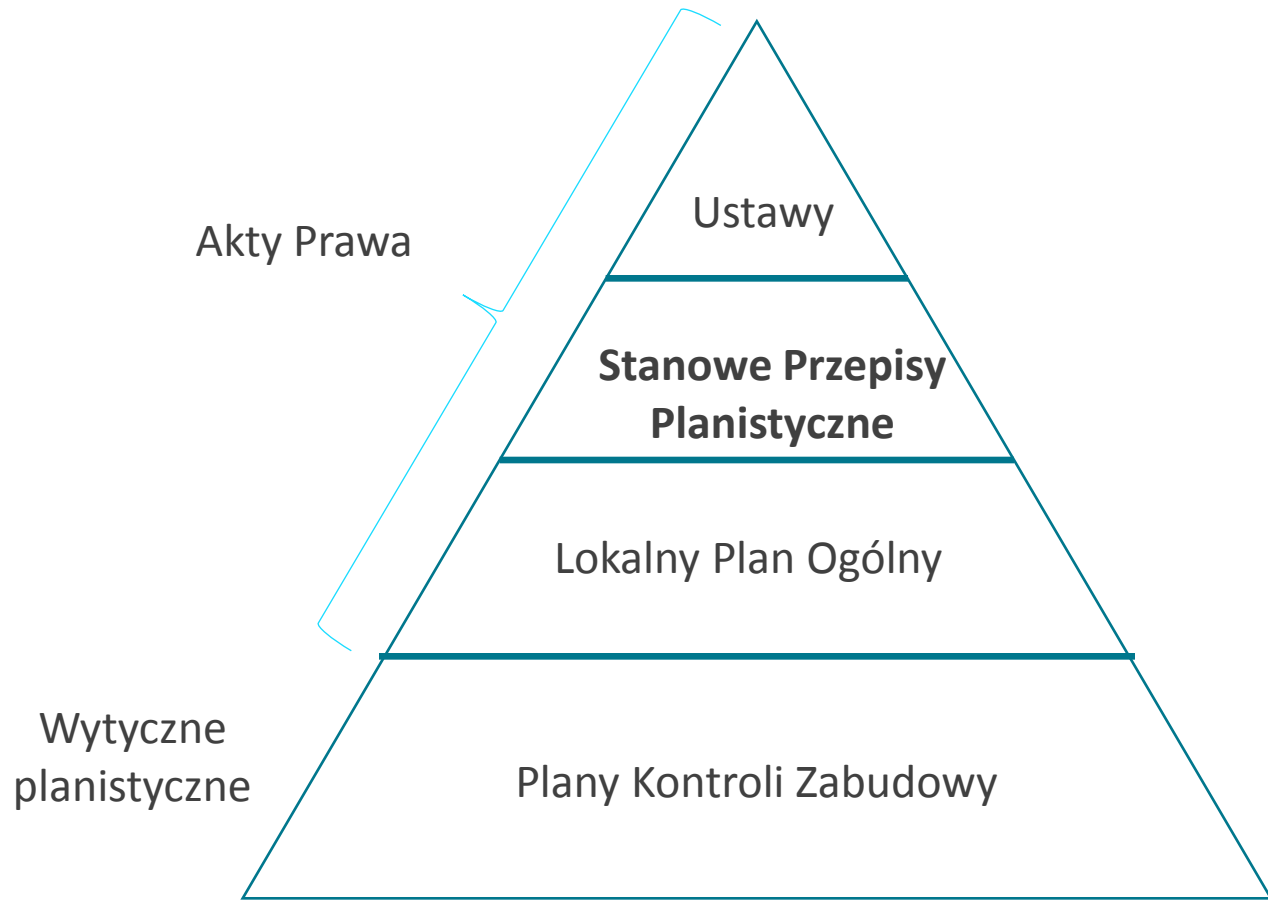 Ustawy
Akty Prawa
Stanowe Przepisy
Planistyczne
Lokalny Plan Ogólny
Wytyczne
planistyczne
Plany Kontroli Zabudowy